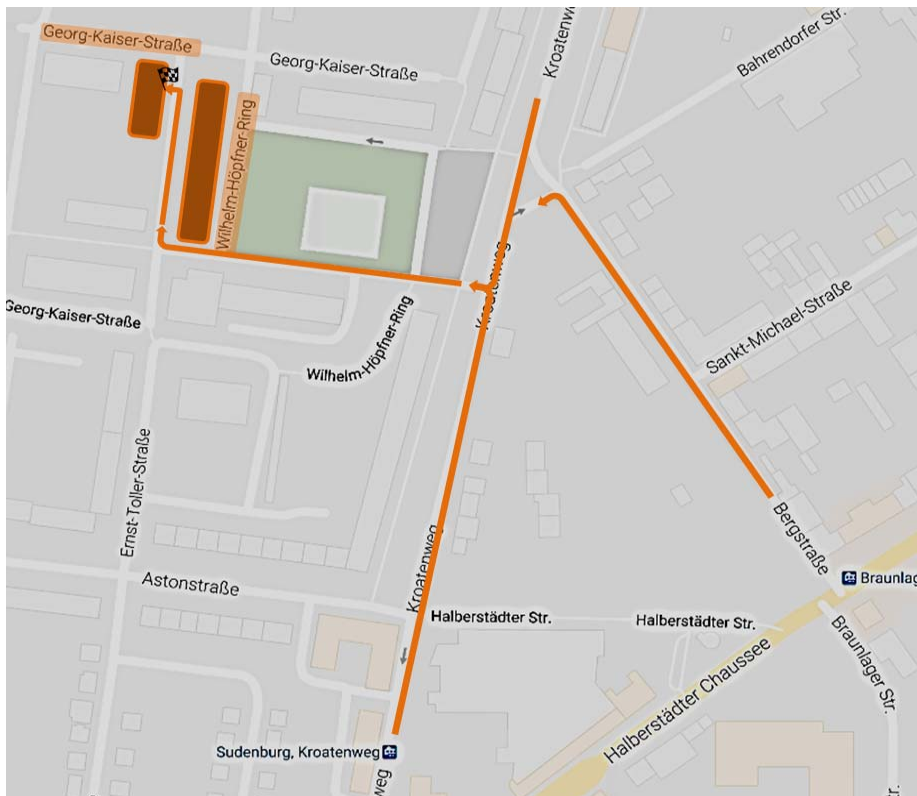 Georg-Kaiser-Straße
Georg-Kaiser-Straße
Kroatenweg
Bahrendorfer Str.
Wilhelm-Höpfner-Ring
Kroatenweg
Georg-Kaiser-Straße
Wilhelm-Höpfner-Ring
Sankt-Michael-Straße
Ernst-Toller-Straße
Bergstraße
Kroatenweg
Astonstraße
Braunlag
Halberstädter Str.
Halberstädter Str.
Braunlager Str.
Halberstädter Chaussee
Sudenburg, Kroatenweg
weg